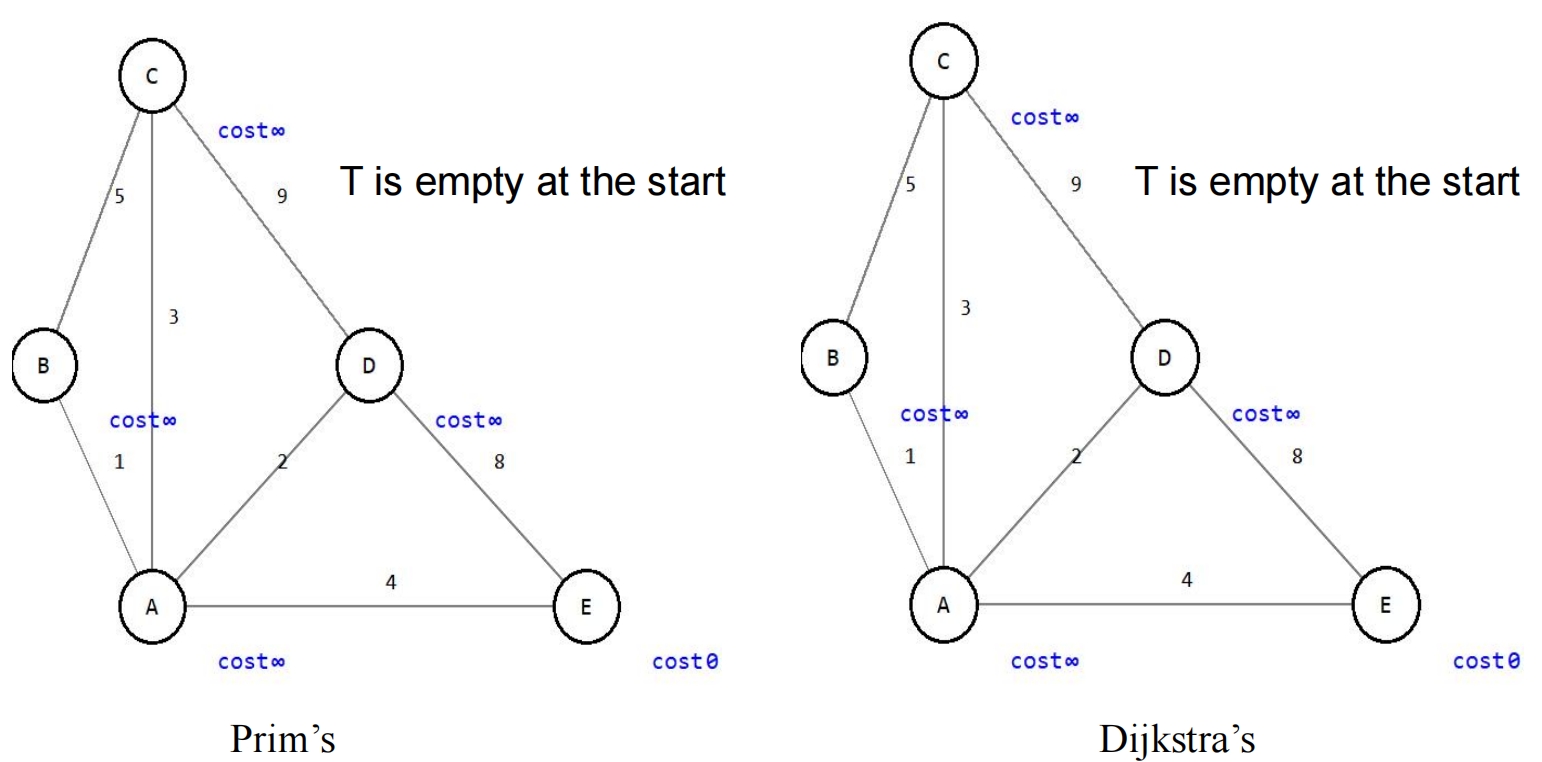 C
cost∞
T is empty at the start
5
9
3
B
D
cost∞
cost∞
1
2
8
4
A
E
cost∞
cost0
Prim’s
C
cost∞
T is empty at the start
5
9
3
B
D
cost∞
cost∞
1
2
8
4
A
E
cost∞
cost0
Dijkstra’s